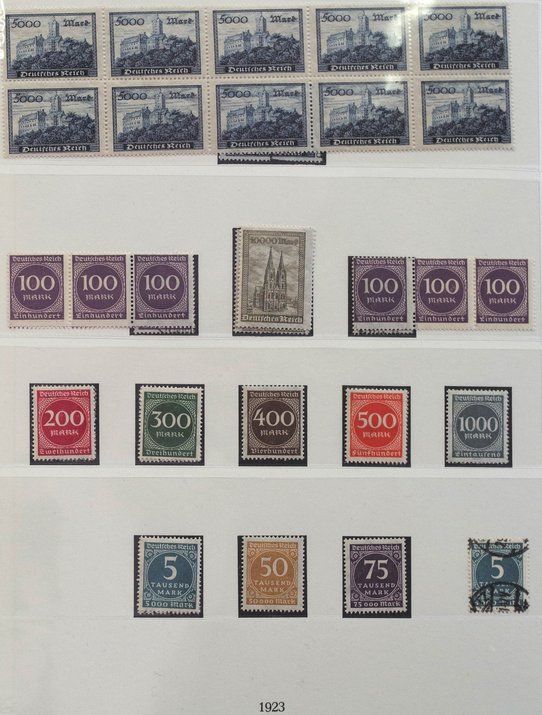 5000 Mark 5000 Mark 5000 Mark 5000 Mark 5000 Mark
Deutsches Reich Deutsches Reich Deutsches Reich Deutsches Reich Deutsches Reich
5000 Mark 5000 Mark 5000 Mark 5000 Mark 5000 Mark
Deutsches Reich Deutsches Reich Deutsches Reich Deutsches Reich Deutsches Reich
Deutsches Reich Deutsches Reich Deutsches Reich 10000 Mark Deutsches Reich Deutsches Reich Deutsches Reich
100 100 100 100 100 100
MARK MARK MARK MARK MARK MARK
Einhundert Einhundert Einhundert Deutsches Reich Einhundert Einhundert Einhundert
Deutsches Reich Deutsches Reich Deutsches Reich Deutsches Reich Deutsches Reich
200 300 400 500 1000
MARK MARK MARK MARK MARK
Zweihundert Dreihundert Vierhundert Fünfhundert Eintausend
Deutsches Reich Deutsches Reich Deutsches Reich Deutsches Reich
5 50 75 5
TAUSEND TAUSEND TAUSEND
MARK MARK MARK
5000 Mark 50000 Mark 75000 Mark
1923